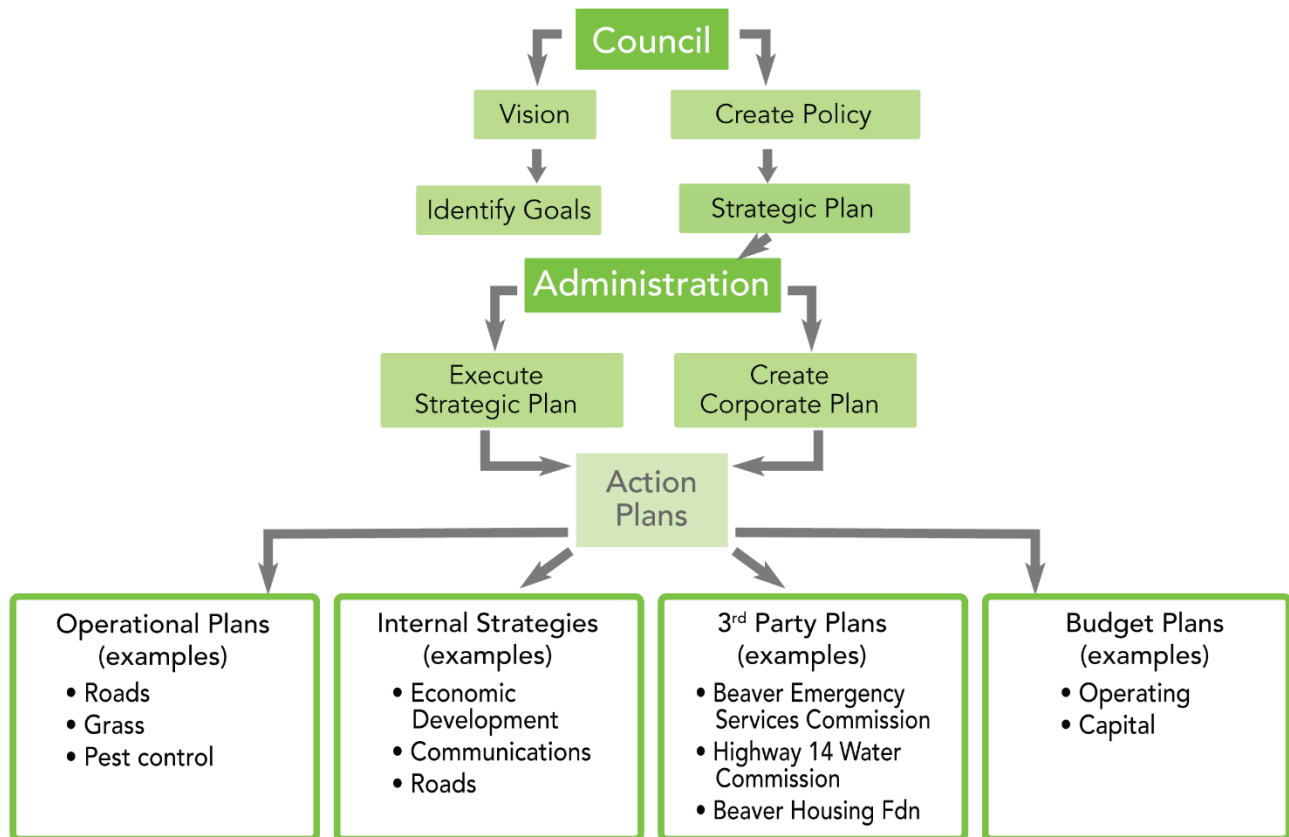 Council
Vision
Create Policy
Identify Goals
Strategic Plan
Administration
Execute
Strategic Plan
Create
Corporate Plan
Action
Plans
Operational Plans
(examples)
• Roads
• Grass
• Pest control
Internal Strategies
(examples)
• Economic
Development
• Communications
• Roads
3rd Party Plans
(examples)
• Beaver Emergency
Services Commission
• Highway 14 Water
Commission
• Beaver Housing Fdn
Budget Plans
(examples)
• Operating
• Capital